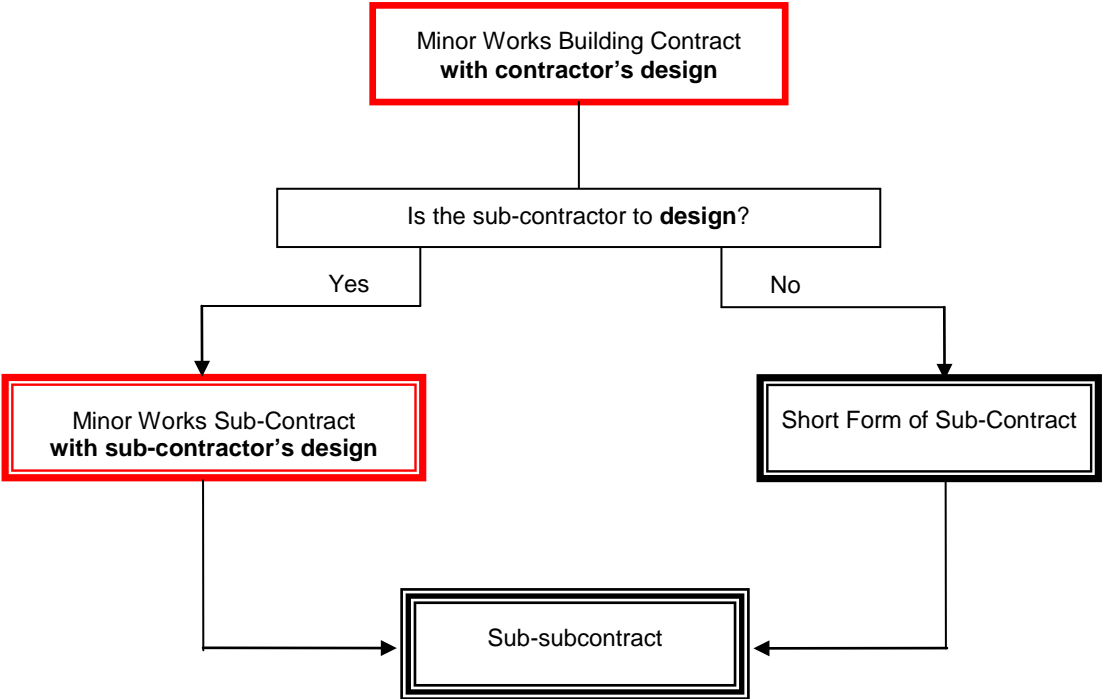 Minor Works Building Contract
with contractor’s design
Is the sub-contractor to design?
Yes
No
Minor Works Sub-Contract
with sub-contractor’s design
Short Form of Sub-Contract
Sub-subcontract